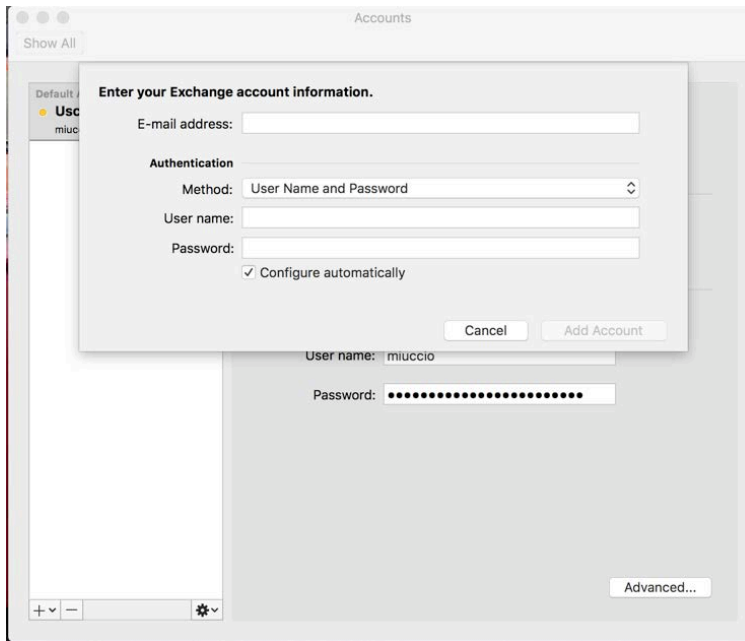 Accounts
Show All
Default
Enter your Exchange account information.
E-mail address:
Authentication
Method: User Name and Password
User name:
Password:
Configure automatically
Cancel Add Account
User name: miuccio
Password: ••••••••••••••••••••••••
Advanced...